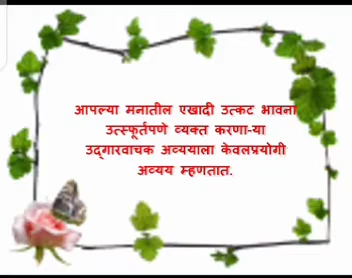 आपल्या मनातील एखादी उत्कट भावना
उत्स्फूर्तपणे व्यक्त करणा-या
उद्‌गारवाचक अव्ययाला केवलप्रयोगी
अव्यय म्हणतात.